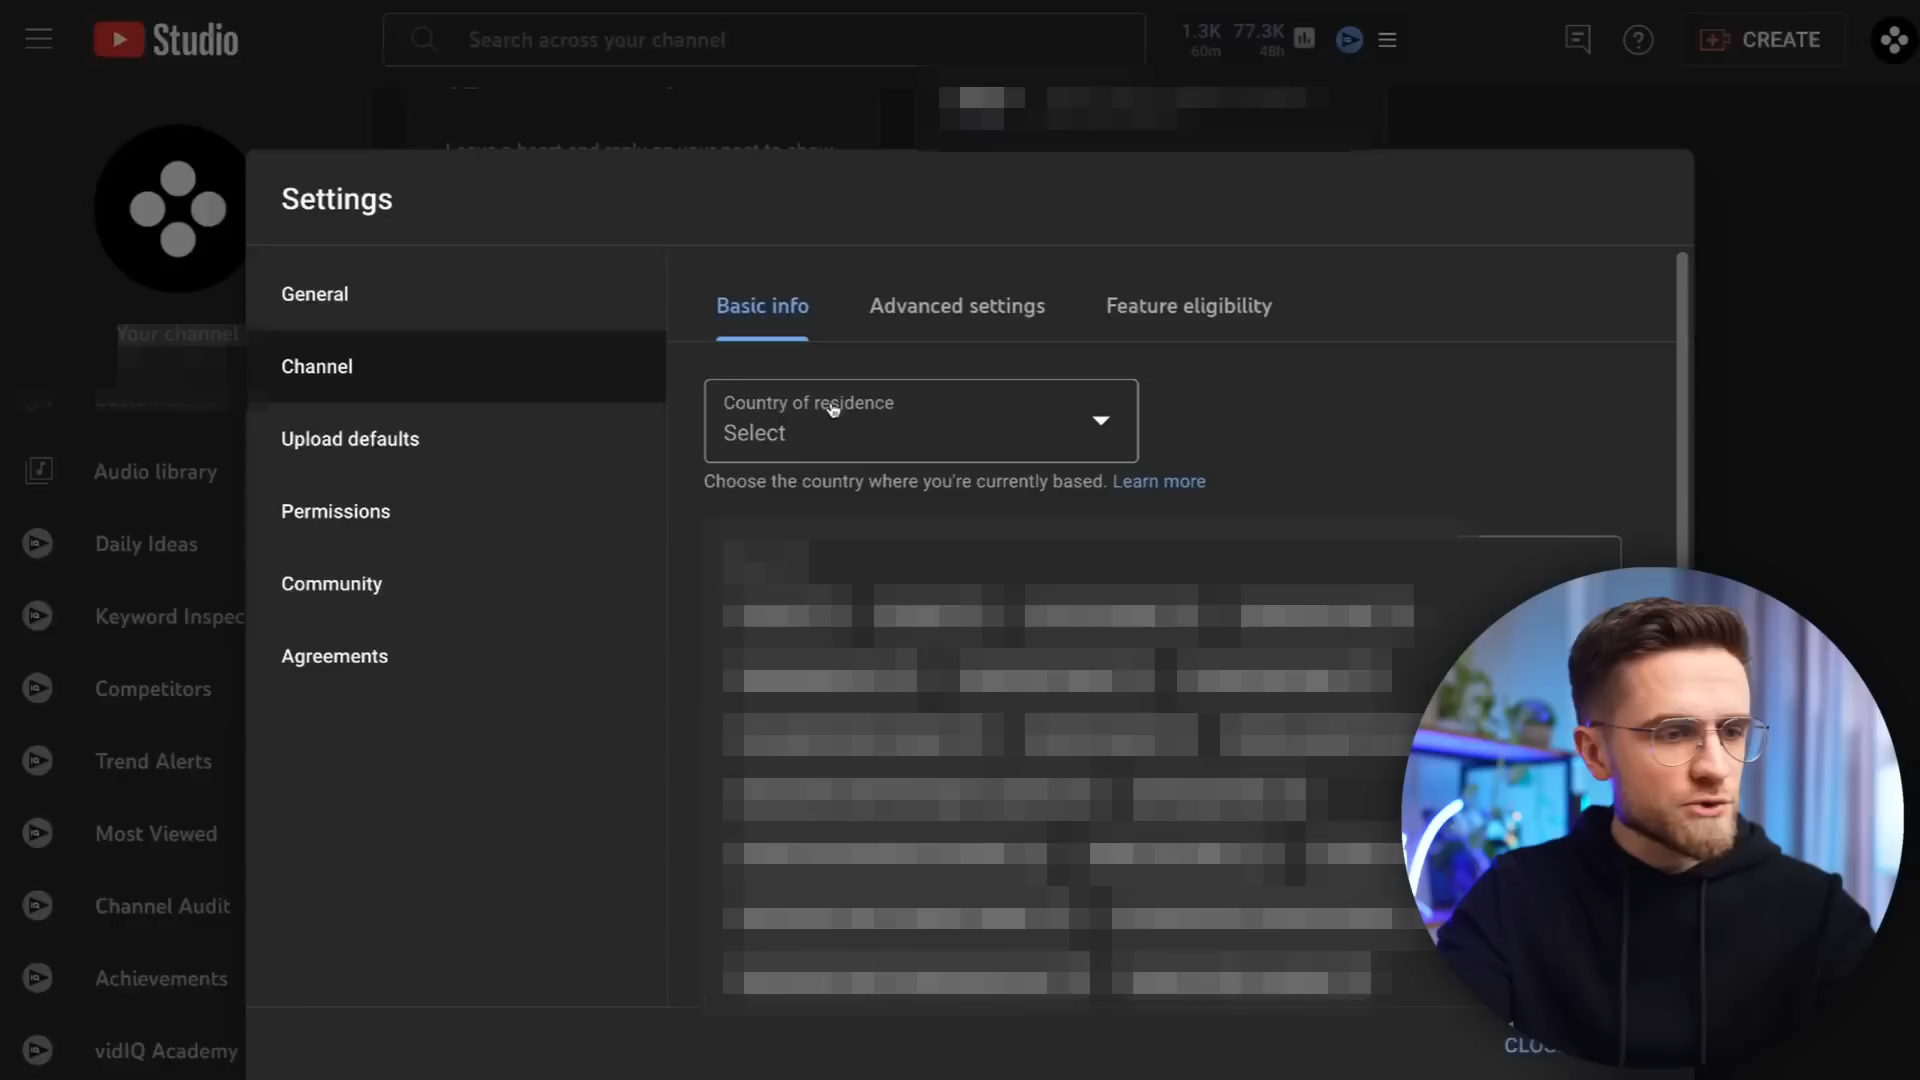 Studio
Search across your channel
1.3K 60m
77.3K 48h
CREATE
Settings
General
Channel
Upload defaults
Permissions
Community
Agreements
Basic info
Advanced settings
Feature eligibility
Country of residence
Select
Choose the country where you're currently based. Learn more
Your channel
Audio library
Daily Ideas
Keyword Inspec
Competitors
Trend Alerts
Most Viewed
Channel Audit
Achievements
vidIQ Academy